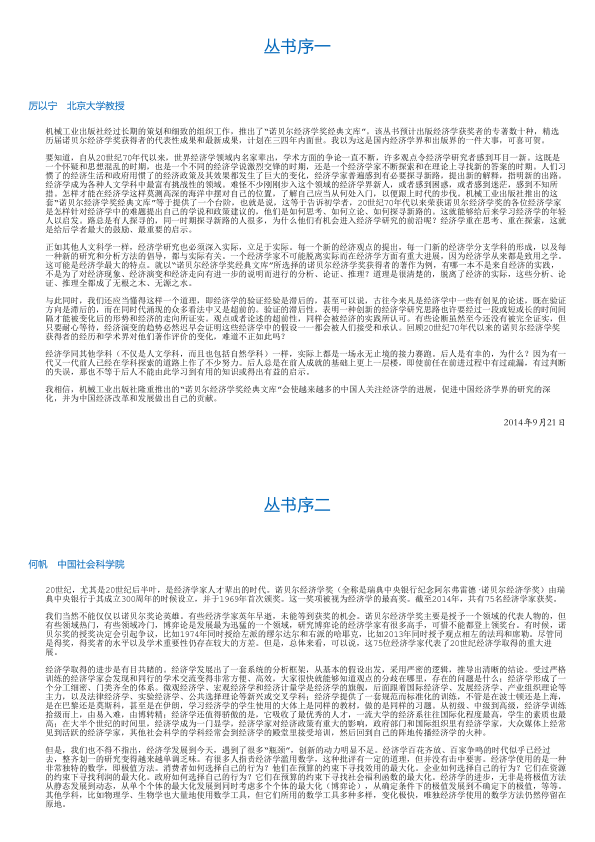 丛书序一
厉以宁 北京大学教授
机械工业出版社经过长期的策划和细致的组织工作，推出了“诺贝尔经济学奖经典文库”。该丛书预计出版经济学获奖者的专著数十种，精选
历届诺贝尔经济学奖获得者的代表性成果和最新成果，计划在三四年内面世。我以为这是国内经济学界和出版界的一件大事，可喜可贺。
要知道，自从20世纪70年代以来，世界经济学领域内名家辈出，学术方面的争论一直不断，许多观点令经济学研究者感到耳目一新。这既是
一个怀疑和思想混乱的时期，也是一个不同的经济学说激烈交锋的时期，还是一个经济学家不断探索和在理论上寻找新的答案的时期。人们习
惯了的经济生活和政府用惯了的经济政策及其效果都发生了巨大的变化，经济学家普遍感到有必要探寻新路，提出新的解释，指明新的出路。
经济学成为各种人文学科中最富有挑战性的领域。难怪不少刚刚步入这个领域的经济学界新人，或者感到困惑，或者感到迷茫，感到不知所
措。怎样才能在经济学这样莫测高深的海洋中摆对自己的位置，了解自己应当从何处入门，以便跟上时代的步伐。机械工业出版社推出的这
套“诺贝尔经济学奖经典文库”等于提供了一个台阶，也就是说，这等于告诉初学者，20世纪70年代以来荣获诺贝尔经济学奖的各位经济学家
是怎样针对经济学中的难题提出自己的学说和政策建议的，他们是如何思考、如何立论、如何探寻新路的。这就能够给后来学习经济学的年轻
人以启发。路总是有人探寻的，同一时期探寻新路的人很多，为什么他们有机会进入经济学研究的前沿呢？经济学重在思考、重在探索，这就
是给后学者最大的鼓励、最重要的启示。
正如其他人文科学一样，经济学研究也必须深入实际，立足于实际。每一个新的经济观点的提出，每一门新的经济学分支学科的形成，以及每
一种新的研究和分析方法的倡导，都与实际有关。一个经济学家不可能脱离实际而在经济学方面有重大进展，因为经济学从来都是致用之学。
这可能是经济学最大的特点。就以“诺贝尔经济学奖经典文库”所选择的诺贝尔经济学奖获得者的著作为例，有哪一本不是来自经济的实践，
不是为了对经济现象、经济演变和经济走向有进一步的说明而进行的分析、论证、推理？道理是很清楚的，脱离了经济的实际，这些分析、论
证、推理全都成了无根之木、无源之水。
与此同时，我们还应当懂得这样一个道理，即经济学的验证经验是滞后的。甚至可以说，古往今来凡是经济学中一些有创见的论述，既在验证
方向是滞后的，而在同时代涌现的众多看法中又是超前的。验证的滞后性，表明一种创新的经济学研究思路也许要经过一段或短或长的时间间
隔才能被变化后的形势和经济的走向所证实。观点或者论述的超前性，同样会被经济的实践所认可。有些论断虽然至今还没有被完全证实，但
只要耐心等待，经济演变的趋势必然迟早会证明这些经济学中的假设一一都会被人们接受和承认。回顾20世纪70年代以来的诺贝尔经济学奖
获得者的经历和学术界对他们著作评价的变化，难道不正如此吗？
经济学同其他学科（不仅是人文学科，而且也包括自然学科）一样，实际上都是一场永无止境的接力赛跑。后人是有幸的，为什么？因为有一
代又一代前人已经在学科探索的道路上作了不少努力。后人总是在前人成就的基础上更上一层楼，即使前任在前进过程中有过疏漏，有过判断
的失误，那也不等于后人不能由此学习到有用的知识或得出有益的启示。
我相信，机械工业出版社隆重推出的“诺贝尔经济学奖经典文库”会使越来越多的中国人关注经济学的进展，促进中国经济学界的研究的深
化，并为中国经济改革和发展做出自己的贡献。
2014年9月21日
丛书序二
何帆 中国社会科学院
20世纪，尤其是20世纪后半叶，是经济学家人才辈出的时代。诺贝尔经济学奖（全称是瑞典中央银行纪念阿尔弗雷德·诺贝尔经济学奖）由瑞
典中央银行于其成立300周年的时候设立，并于1969年首次颁奖。这一奖项被视为经济学的最高奖。截至2014年，共有75名经济学家获奖。
我们当然不能仅仅以诺贝尔奖论英雄。有些经济学家英年早逝，未能等到获奖的机会。诺贝尔经济学奖主要是授予一个领域的代表人物的，但
有些领域热门，有些领域冷门，博弈论是发展最为迅猛的一个领域，研究博弈论的经济学家有很多高手，可惜不能都登上领奖台。有时候，诺
贝尔奖的授奖决定会引起争议，比如1974年同时授给左派的缪尔达尔和右派的哈耶克，比如2013年同时授予观点相左的法玛和席勒。尽管同
是得奖，得奖者的水平以及学术重要性仍存在较大的方差。但是，总体来看，可以说，这75位经济学家代表了20世纪经济学取得的重大进
展。
经济学取得的进步是有目共睹的。经济学发展出了一套系统的分析框架，从基本的假设出发，采用严密的逻辑，推导出清晰的结论。受过严格
训练的经济学家会发现和同行的学术交流变得非常方便、高效，大家很快就能够知道观点的分歧在哪里，存在的问题是什么；经济学形成了一
个分工细密、门类齐全的体系。微观经济学、宏观经济学和经济计量学是经济学的旗舰，后面跟着国际经济学、发展经济学、产业组织理论等
主力，以及法律经济学、实验经济学、公共选择理论等跨界或交叉学科；经济学提供了一套规范而标准化的训练，不管是在波士顿还是上海，
是在巴黎还是莫斯科，甚至是在伊朗，学习经济学的学生使用的大体上是同样的教材，做的是同样的习题。从初级、中级到高级，经济学训练
拾级而上，由易入难，由博转精；经济学还值得骄傲的是，它吸收了最优秀的人才，一流大学的经济系往往国际化程度最高，学生的素质也最
高；在大半个世纪的时间里，经济学成为一门显学，经济学家对经济政策有重大的影响，政府部门和国际组织里有经济学家，大众媒体上经常
见到活跃的经济学家，其他社会科学的学科经常会到经济学的殿堂里接受培训，然后回到自己的阵地传播经济学的火种。
但是，我们也不得不指出，经济学发展到今天，遇到了很多“瓶颈”，创新的动力明显不足。经济学百花齐放、百家争鸣的时代似乎已经过
去，整齐划一的研究变得越来越单调乏味。有很多人指责经济学滥用数学，这种批评有一定的道理，但并没有击中要害。经济学使用的是一种
非常独特的数学，即极值方法。消费者如何选择自己的行为？他们在预算的约束下寻找效用的最大化。企业如何选择自己的行为？它们在资源
的约束下寻找利润的最大化。政府如何选择自己的行为？它们在预算的约束下寻找社会福利函数的最大化。经济学的进步，无非是将极值方法
从静态发展到动态，从单个个体的最大化发展到同时考虑多个个体的最大化（博弈论），从确定条件下的极值发展到不确定下的极值，等等。
其他学科，比如物理学、生物学也大量地使用数学工具，但它们所用的数学工具多种多样，变化极快，唯独经济学使用的数学方法仍然停留在
原地。